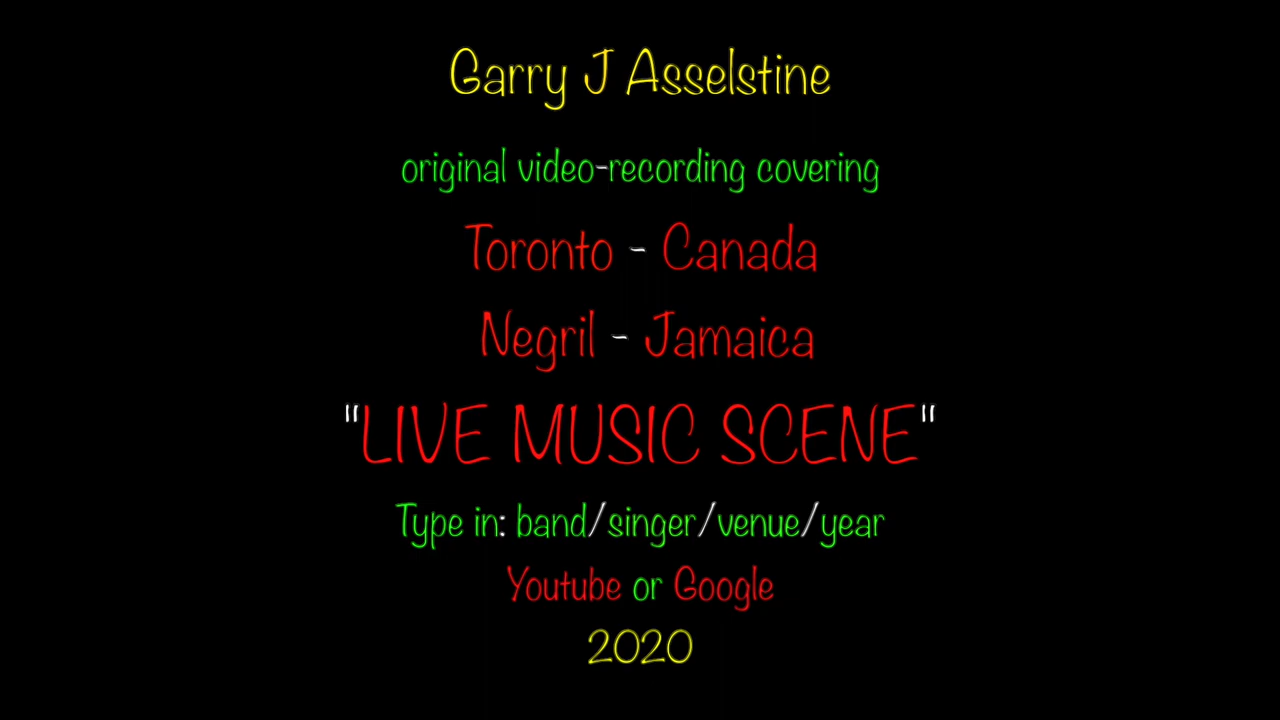 Garry J Asselstine
original video-recording covering
Toronto - Canada
Negril - Jamaica
"LIVE MUSIC SCENE"
Type in: band/singer/venue/year
Youtube or Google
2020